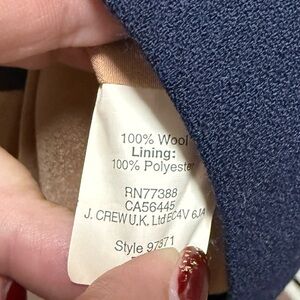 100% Wool
Lining:
100% Polyester
RN77388
CA56445
J. CREW U.K. Ltd EC4V 6JA
Style 97371